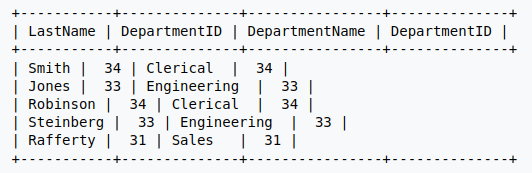 +-----------+--------------+----------------+--------------+
| LastName | DepartmentID | DepartmentName | DepartmentID |
+-----------+--------------+----------------+--------------+
| Smith |  34 | Clerical  |  34 |
| Jones |  33 | Engineering  |  33 |
| Robinson |  34 | Clerical  |  34 |
| Steinberg |  33 | Engineering  |  33 |
| Rafferty |  31 | Sales   |  31 |
+-----------+--------------+----------------+--------------+